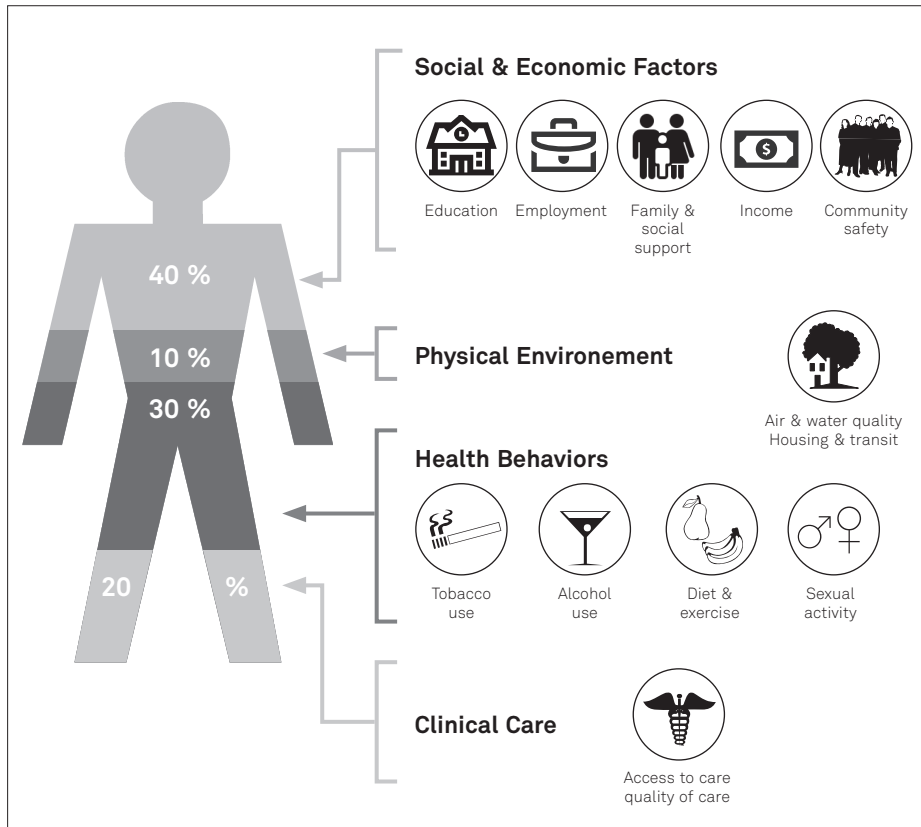 Social & Economic Factors
$
Education
Employment
Family &
social
support
Income
Community
safety
40 %
10 %
Physical Environement
Air & water quality
Housing & transit
30 %
Health Behaviors
Tobacco
use
Alcohol
use
Diet &
exercise
Sexual
activity
20 %
Clinical Care
Access to care
quality of care